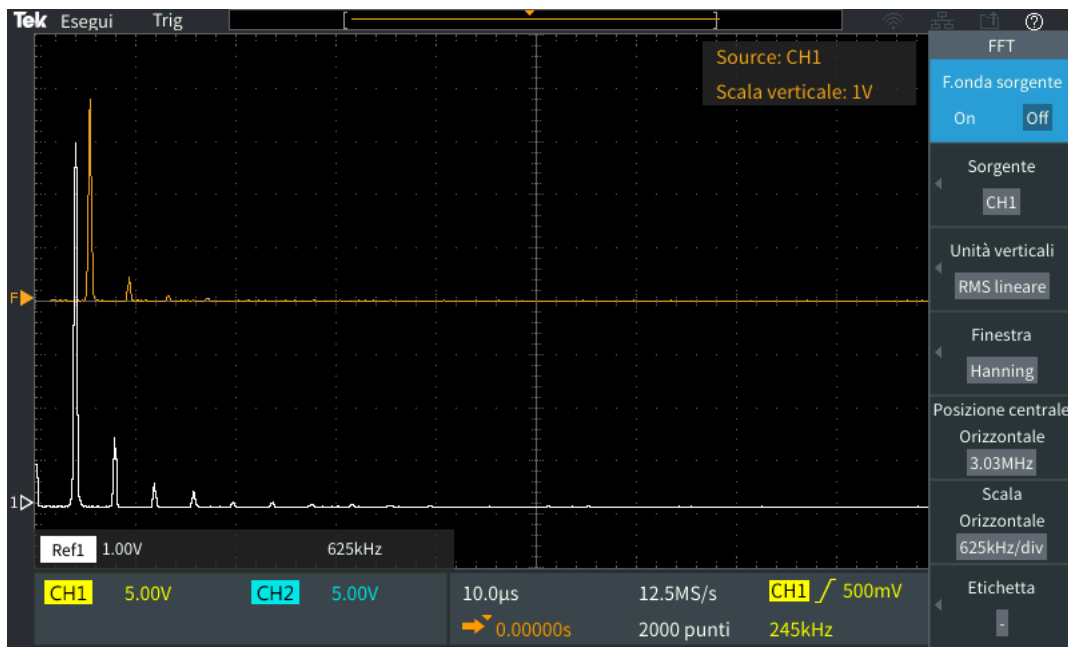 Tek Esegui Trig
Source: CH1
Scala verticale: 1V
F
1
Ref1 1.00V 625kHz
CH1 5.00V CH2 5.00V
10.0µs 12.5MS/s CH1 500mV
0.00000s 2000 punti 245kHz
?
FFT
F.onda sorgente
On Off
Sorgente
CH1
Unità verticali
RMS lineare
Finestra
Hanning
Posizione centrale
Orizzontale
3.03MHz
Scala
Orizzontale
625kHz/div
Etichetta
-